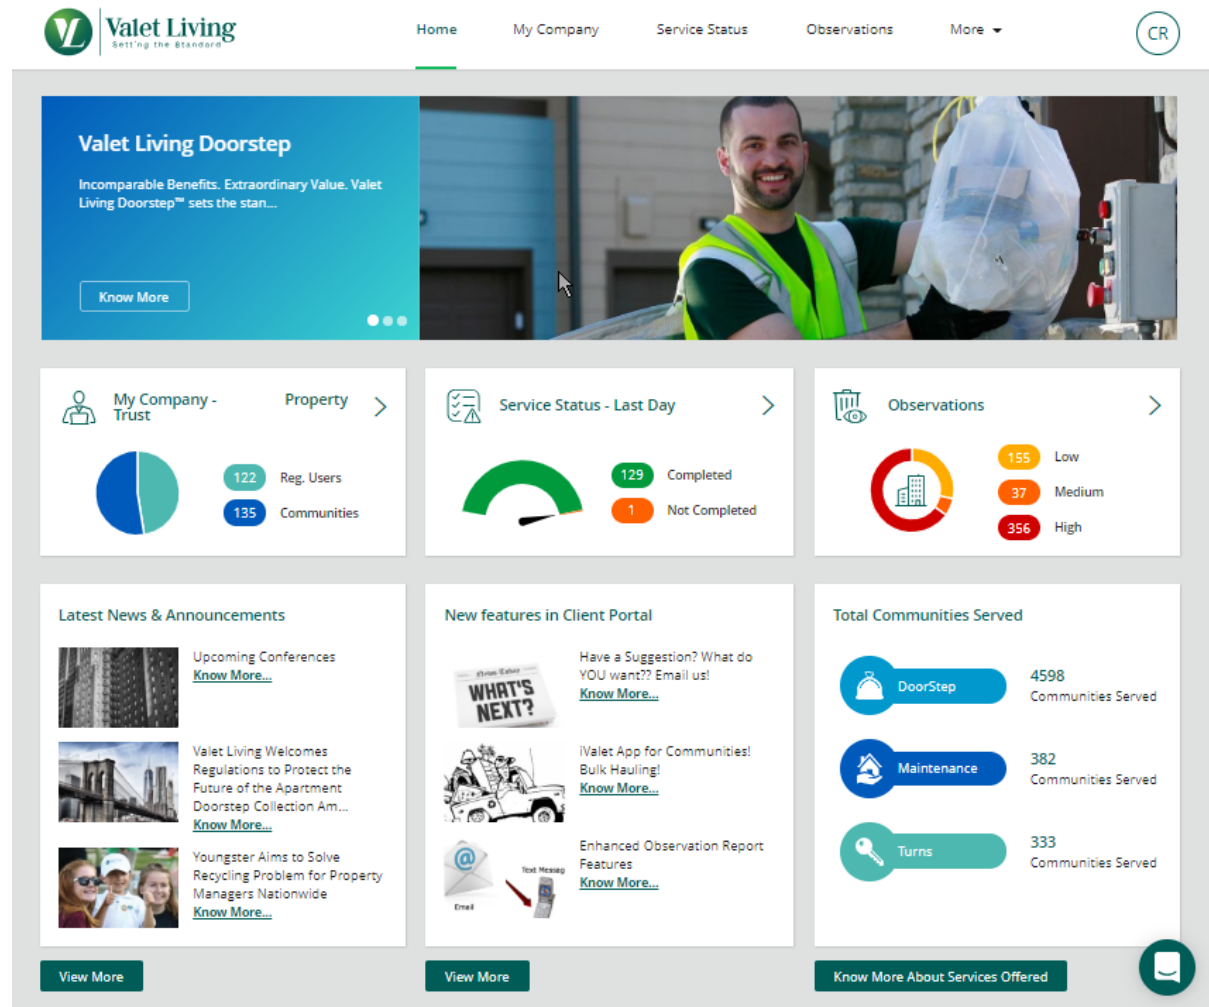 Valet Living
Setting the Standard
Home
My Company
Service Status
Observations
More
CR
Valet Living Doorstep
Incomparable Benefits. Extraordinary Value. Valet
Living Doorstep™ sets the stan...
Know More
My Company - Property
Trust
122 Reg. Users
135 Communities
Service Status - Last Day
129 Completed
1 Not Completed
Observations
155 Low
37 Medium
356 High
Latest News & Announcements
Upcoming Conferences
Know More...
Valet Living Welcomes
Regulations to Protect the
Future of the Apartment
Doorstep Collection Am...
Know More...
Youngster Aims to Solve
Recycling Problem for Property
Managers Nationwide
Know More...
View More
New features in Client Portal
News Today
WHAT'S
NEXT?
Have a Suggestion? What do
YOU want?? Email us!
Know More...
iValet App for Communities!
Bulk Hauling!
Know More...
@
Email
Text Messag
Enhanced Observation Report
Features
Know More...
View More
Total Communities Served
DoorStep
4598
Communities Served
Maintenance
382
Communities Served
Turns
333
Communities Served
Know More About Services Offered